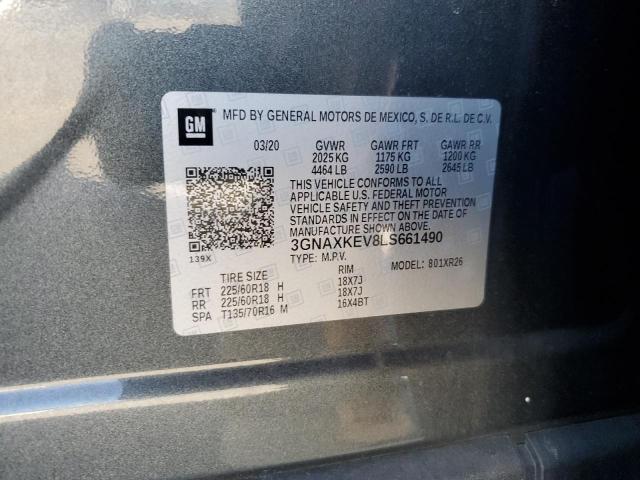 GM
MFD BY GENERAL MOTORS DE MEXICO, S. DE R.L. DE C.V.
03/20 GVWR GAWR FRT GAWR RR
2025 KG 1175 KG 1200 KG
4464 LB 2590 LB 2645 LB
THIS VEHICLE CONFORMS TO ALL
APPLICABLE U.S. FEDERAL MOTOR
VEHICLE SAFETY AND THEFT PREVENTION
STANDARDS IN EFFECT ON THE DATE OF
MANUFACTURE SHOWN ABOVE.
3GNAXKEV8LS661490
139X
TYPE: M.P.V. MODEL: 801XR26
TIRE SIZE RIM
FRT 225/60R18 H 18X7J
RR 225/60R18 H 18X7J
SPA T135/70R16 M 16X4BT